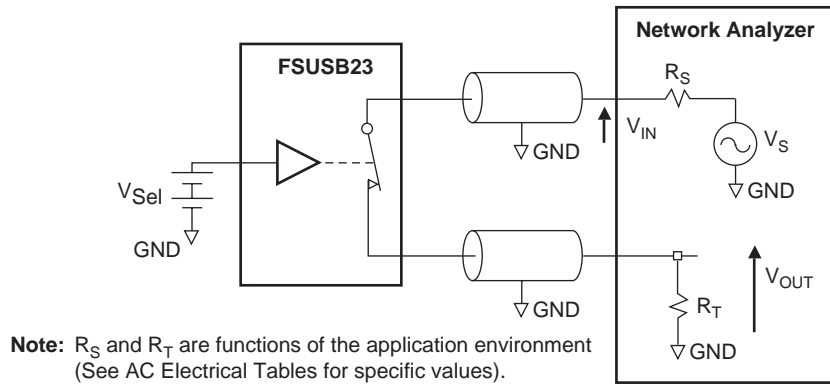 Network Analyzer
FSUSB23
R_S
GND
V_IN
V_S
GND
V_Sel
GND
GND
V_OUT
R_T
GND
Note: R_S and R_T are functions of the application environment
(See AC Electrical Tables for specific values).